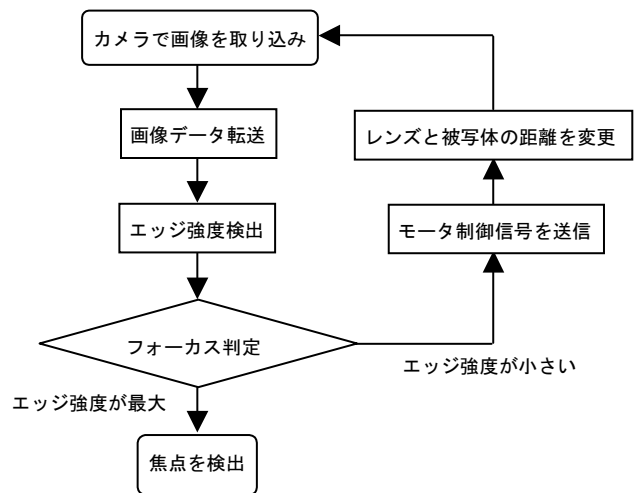 カメラで画像を取り込み
画像データ転送
レンズと被写体の距離を変更
エッジ強度検出
モータ制御信号を送信
フォーカス判定
エッジ強度が小さい
エッジ強度が最大
焦点を検出